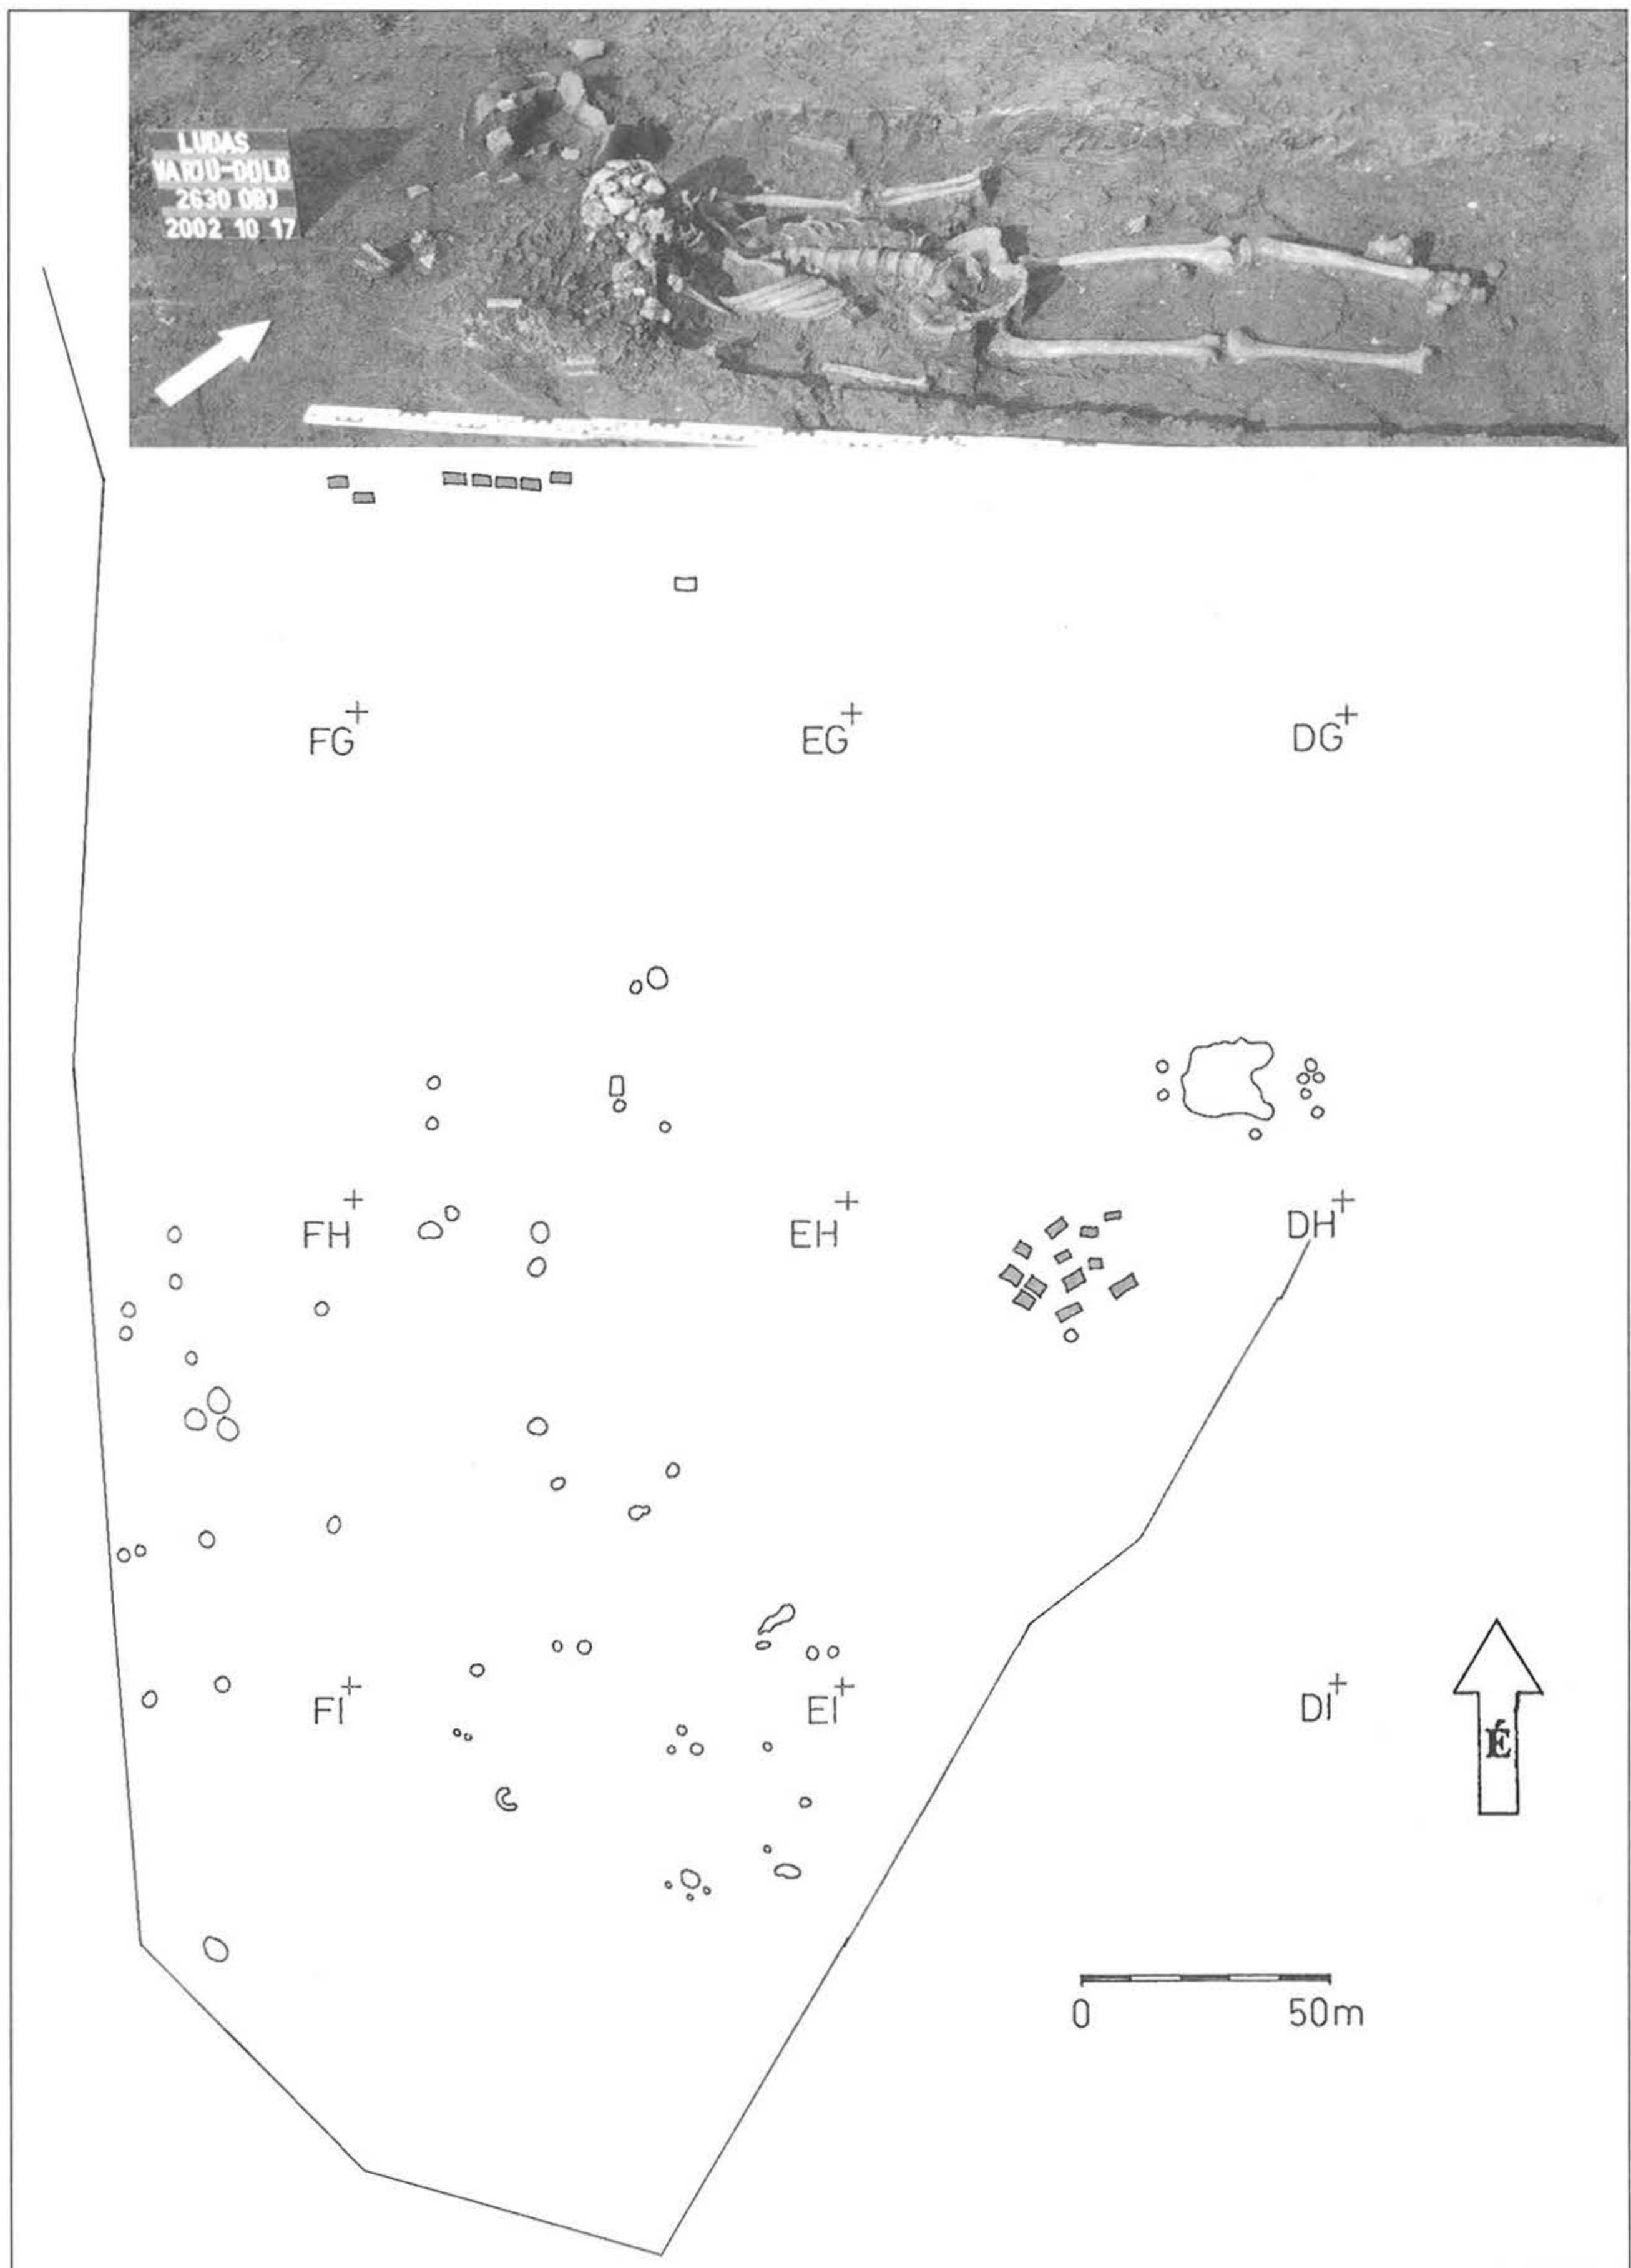 LUDAS
VARJÚ-DŰLŐ
2630 OBJ
2002 10 17
FG
EG
DG
FH
EH
DH
FI
EI
DI
É
0 50m